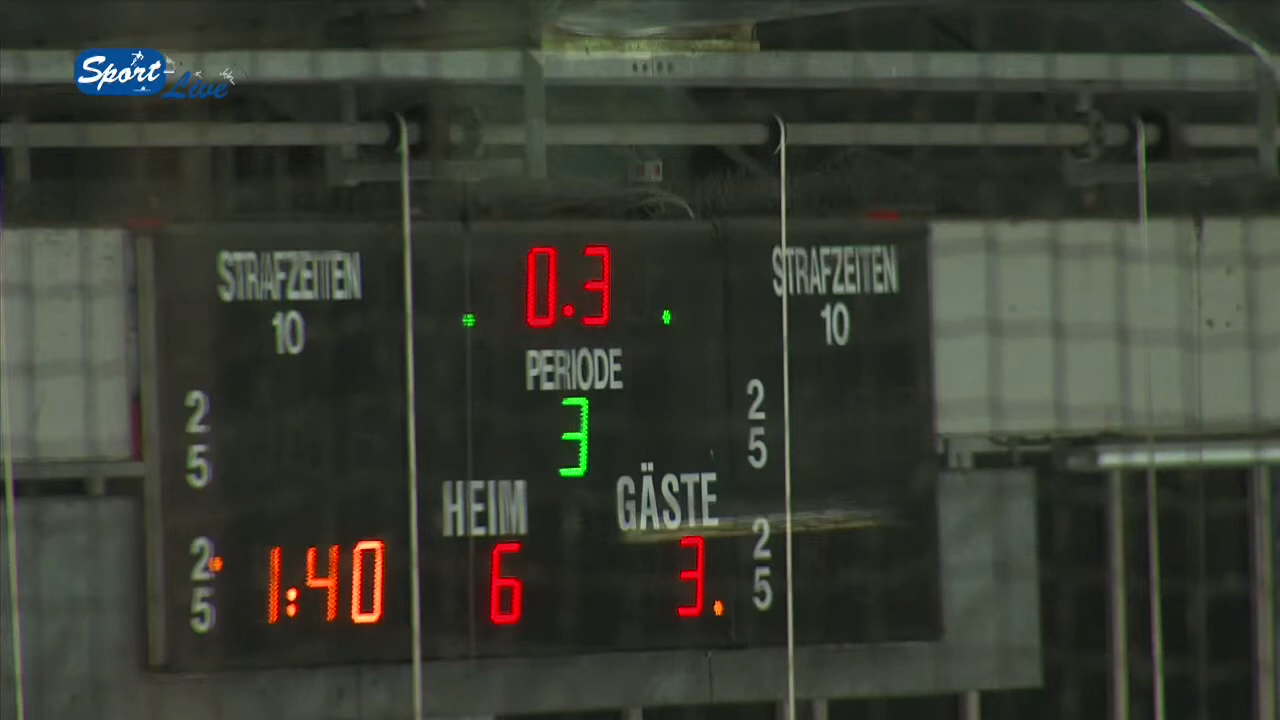 Sport
Live
STRAFZEITEN
10
0.3
STRAFZEITEN
10
PERIODE
3
2
5
2
5
HEIM
GÄSTE
2
5
1:40
6
3.
2
5